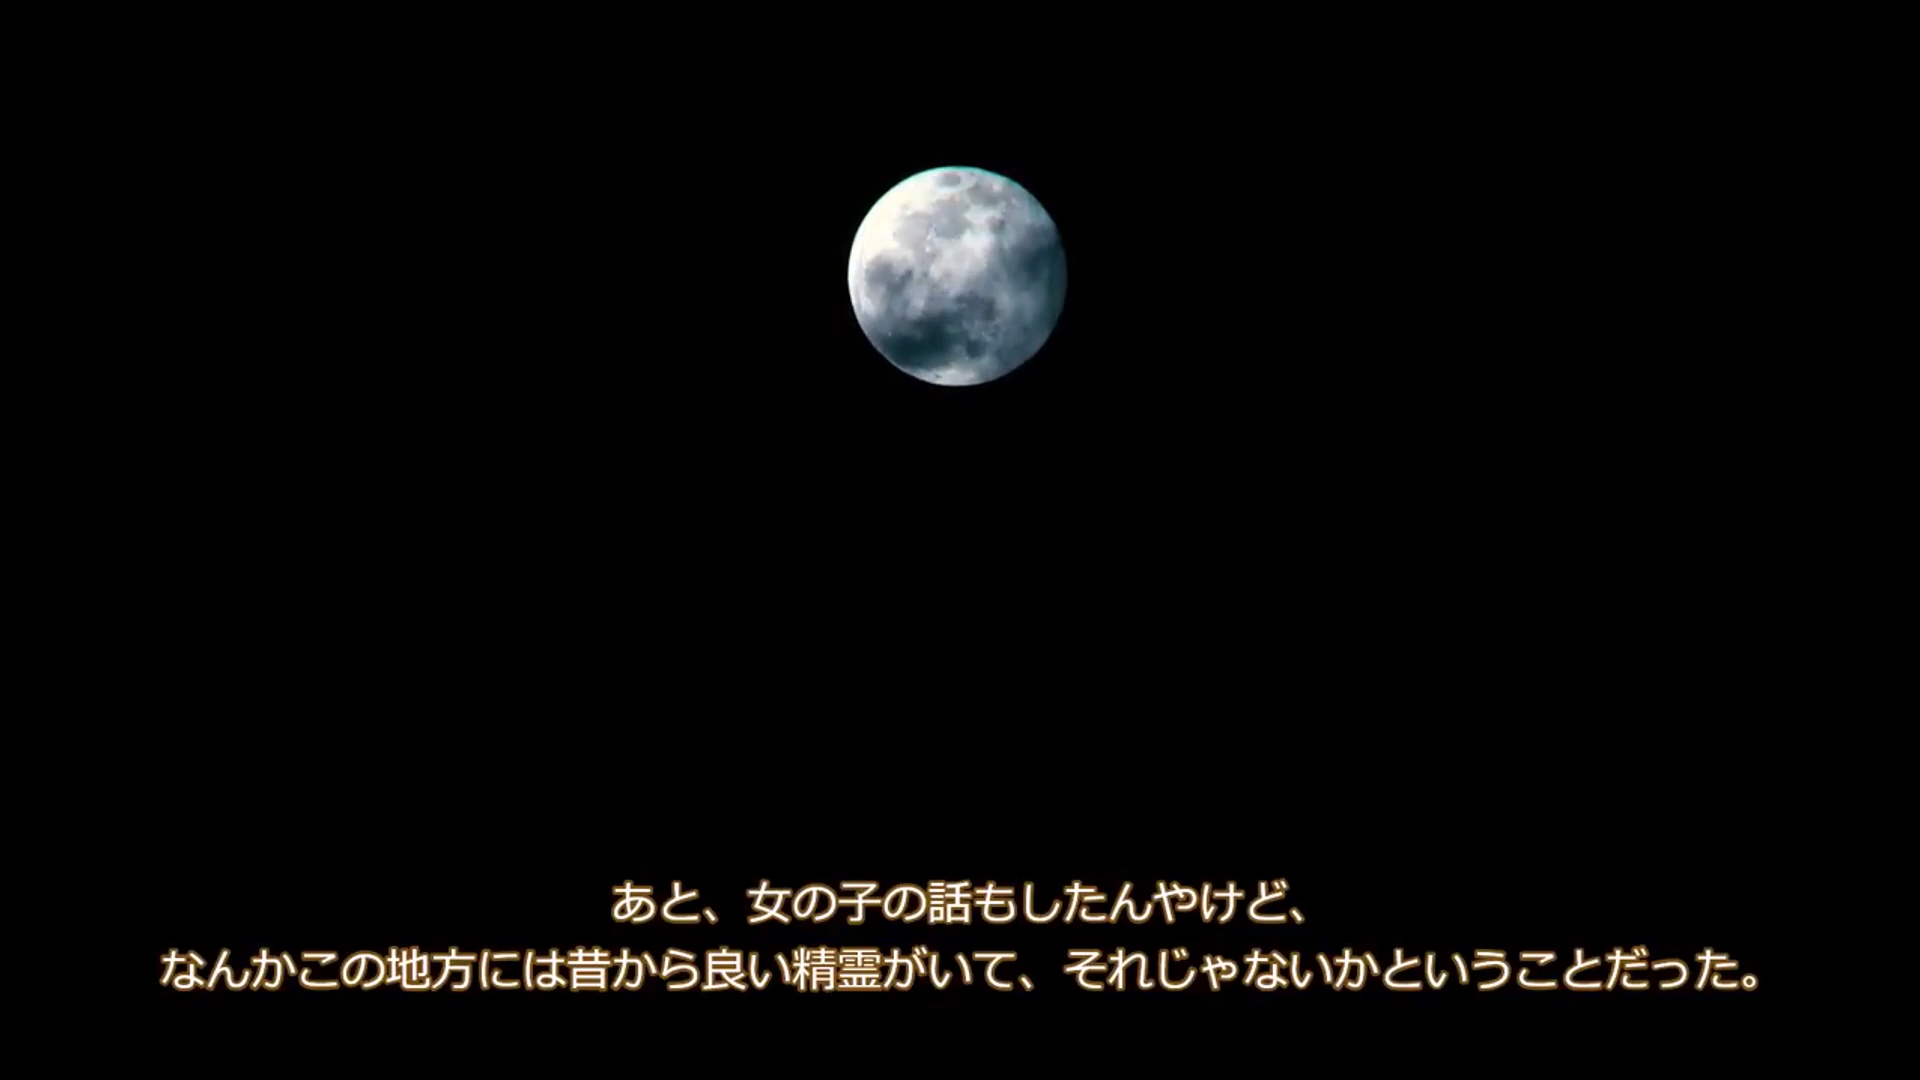 あと、女の子の話もしたんやけど、
なんかこの地方には昔から良い精霊がいて、それじゃないかということだった。